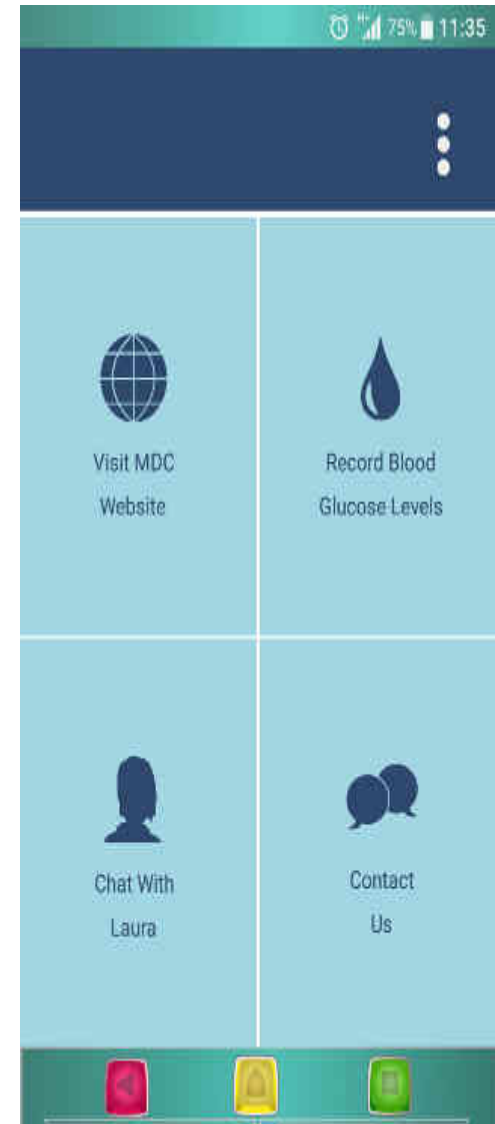 75% 11:35
Visit MDC
Website
Record Blood
Glucose Levels
Chat With
Laura
Contact
Us